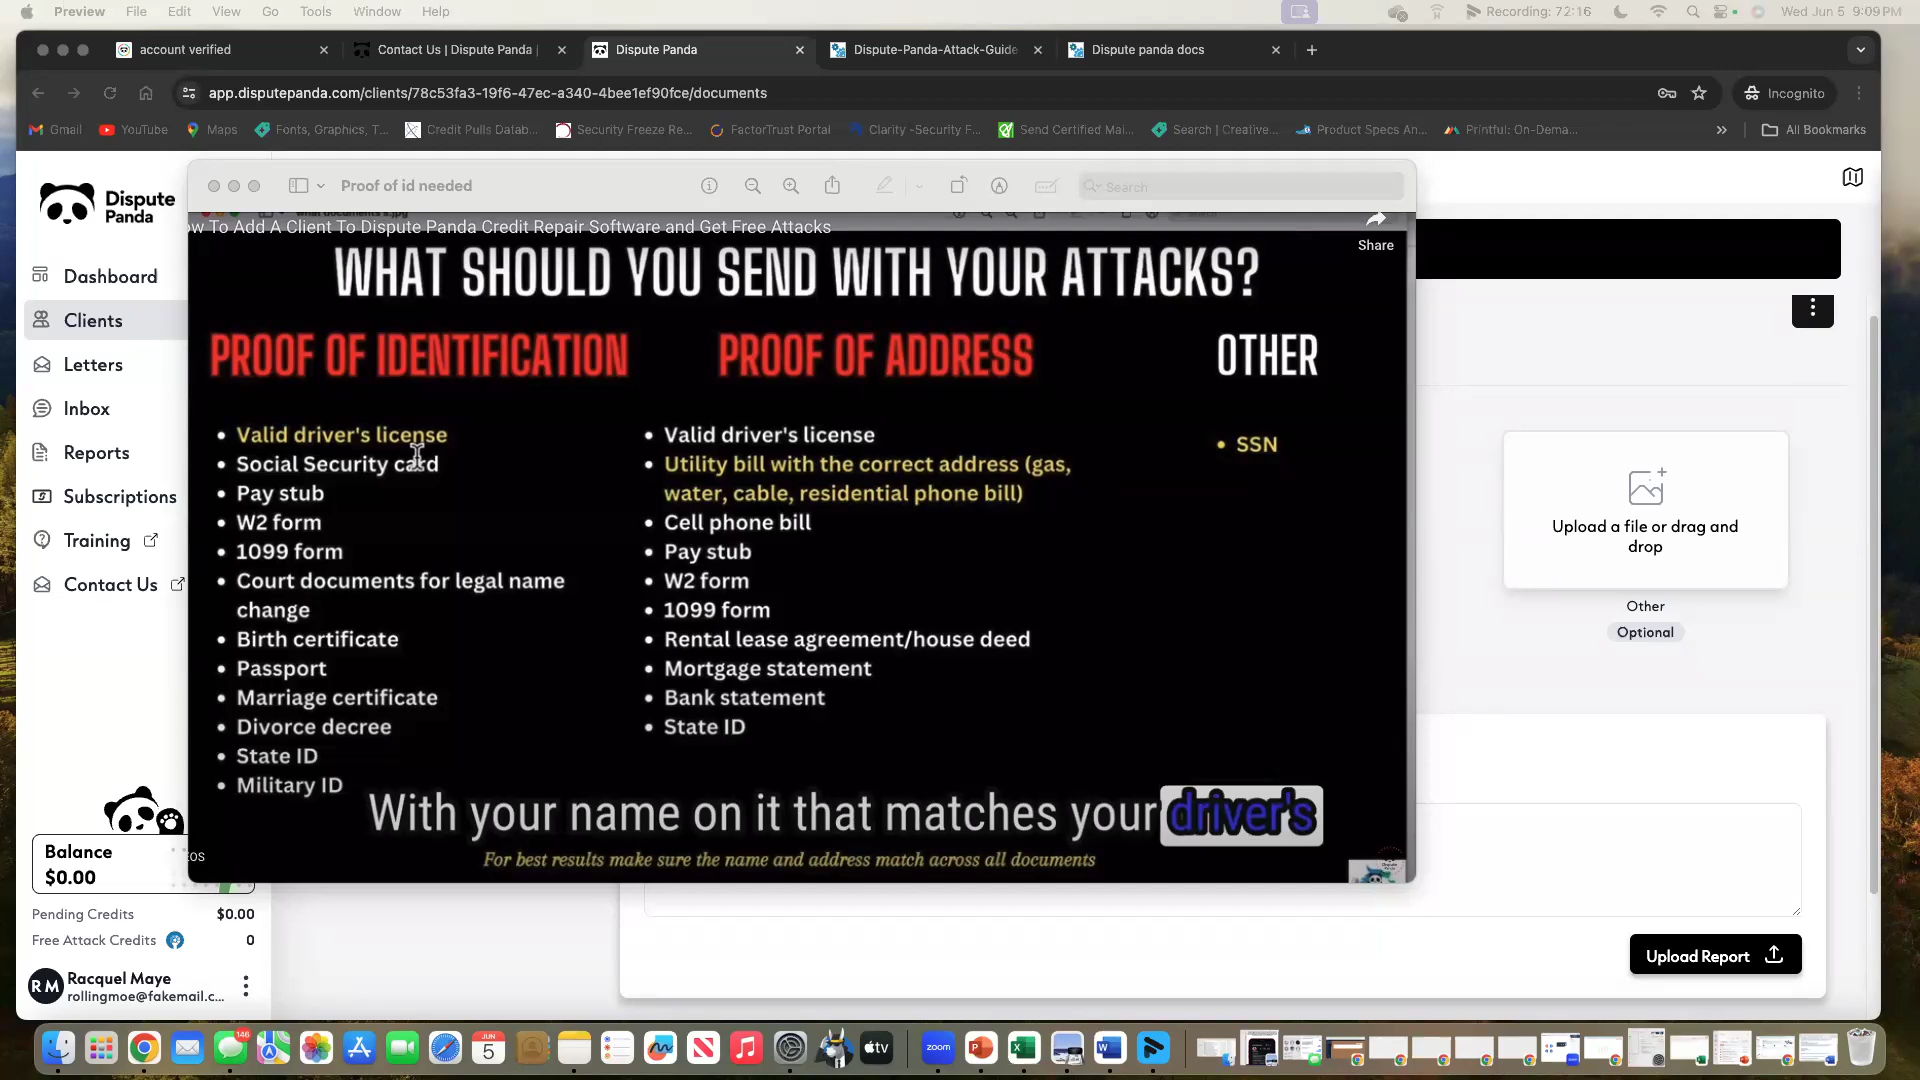 Preview File Edit View Go Tools Window Help
Recording: 72:16 Wed Jun 5 9:09 PM
account verified
Contact Us | Dispute Panda |
Dispute Panda
Dispute-Panda-Attack-Guide
Dispute panda docs
app.disputepanda.com/clients/78c53fa3-19f6-47ec-a340-4bee1ef90fce/documents
Incognito
Gmail YouTube Maps Fonts, Graphics, T... Credit Pulls Datab... Security Freeze Re... FactorTrust Portal Clarity -Security F... Send Certified Mai... Search | Creative... Product Specs An... Printful: On-Dema... All Bookmarks
Dispute
Panda
Dashboard
Clients
Letters
Inbox
Reports
Subscriptions
Training
Contact Us
Balance
$0.00
Pending Credits $0.00
Free Attack Credits 0
RM
Racquel Maye
rollingmoe@fakemail.c...
Proof of id needed
Search
ow To Add A Client To Dispute Panda Credit Repair Software and Get Free Attacks
Share
WHAT SHOULD YOU SEND WITH YOUR ATTACKS?
PROOF OF IDENTIFICATION
• Valid driver's license
• Social Security card
• Pay stub
• W2 form
• 1099 form
• Court documents for legal name
change
• Birth certificate
• Passport
• Marriage certificate
• Divorce decree
• State ID
• Military ID
PROOF OF ADDRESS
• Valid driver's license
• Utility bill with the correct address (gas,
water, cable, residential phone bill)
• Cell phone bill
• Pay stub
• W2 form
• 1099 form
• Rental lease agreement/house deed
• Mortgage statement
• Bank statement
• State ID
OTHER
• SSN
With your name on it that matches your driver's
For best results make sure the name and address match across all documents
Upload a file or drag and
drop
Other
Optional
Upload Report
146
JUN
5
tv
zoom